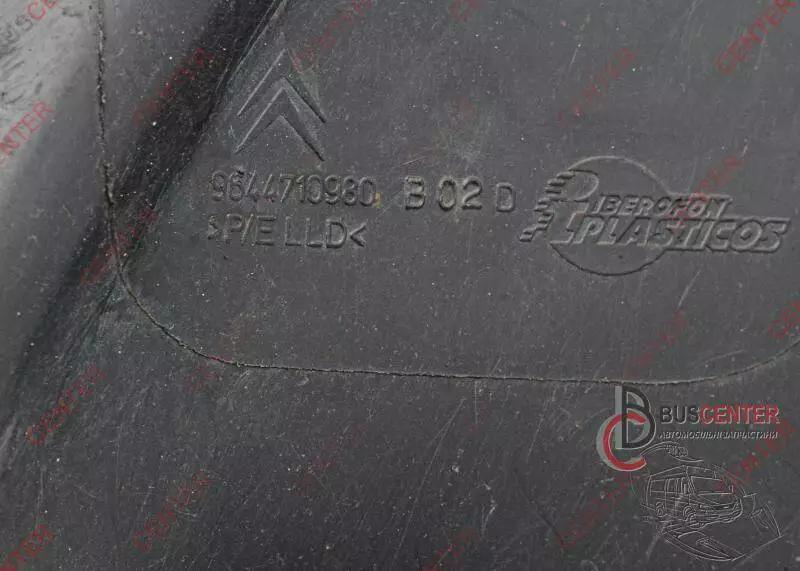 9644710980 B 02 D
>P/E LLD<
IBEROFON
PLASTICOS
BUSCENTER
АВТОМОБІЛЬНІ ЗАПЧАСТИНИ